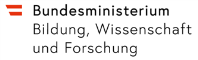 Bundesministerium
Bildung, Wissenschaft
und Forschung